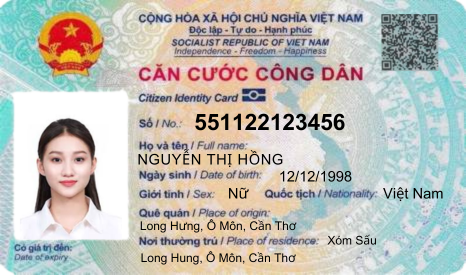 CỘNG HÒA XÃ HỘI CHỦ NGHĨA VIỆT NAM
Độc lập - Tự do - Hạnh phúc
SOCIALIST REPUBLIC OF VIET NAM
Independence - Freedom - Happiness
CĂN CƯỚC CÔNG DÂN
Citizen Identity Card
Số / No.: 551122123456
Họ và tên / Full name:
NGUYỄN THỊ HỒNG
Ngày sinh / Date of birth: 12/12/1998
Giới tính / Sex: Nữ Quốc tịch / Nationality: Việt Nam
Quê quán / Place of origin:
Long Hưng, Ô Môn, Cần Thơ
Nơi thường trú / Place of residence: Xóm Sấu
Long Hung, Ô Môn, Cần Thơ
Có giá trị đến:
Date of expiry